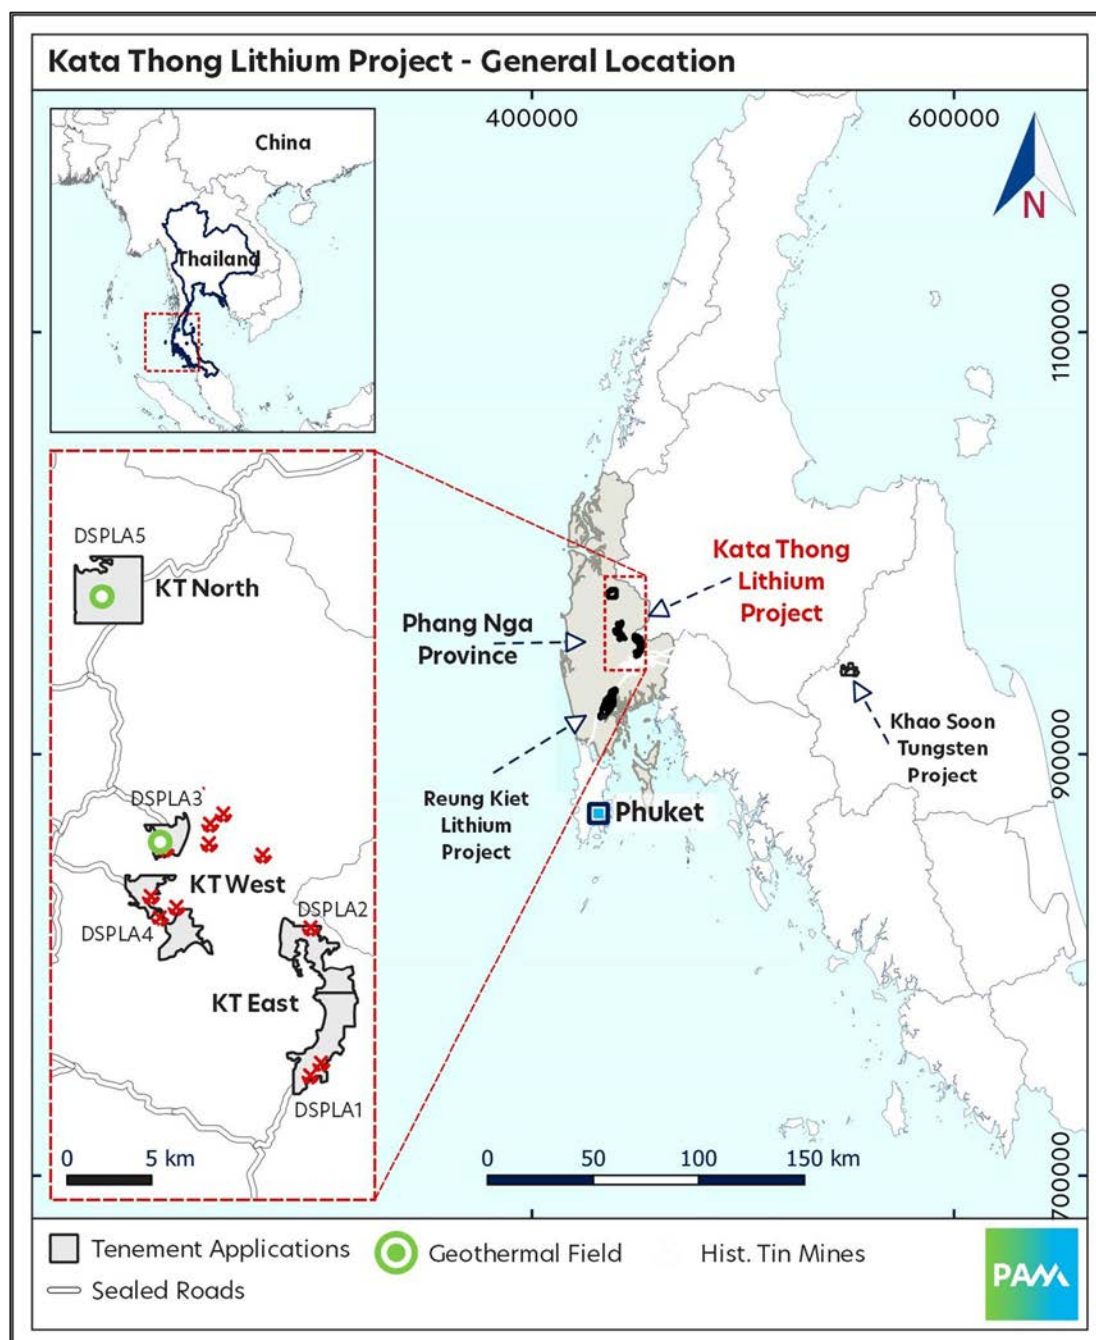 Kata Thong Lithium Project - General Location
400000
600000
China
Thailand
N
1100000
DSPLA5
KT North
Kata Thong
Lithium
Project
Phang Nga
Province
Khao Soon
Tungsten
Project
900000
Reung Kiet
Lithium
Project
Phuket
DSPLA3
KT West
DSPLA2
DSPLA4
KT East
DSPLA1
0 5 km
0 50 100 150 km
700000
Tenement Applications
Geothermal Field
Hist. Tin Mines
Sealed Roads
PAM